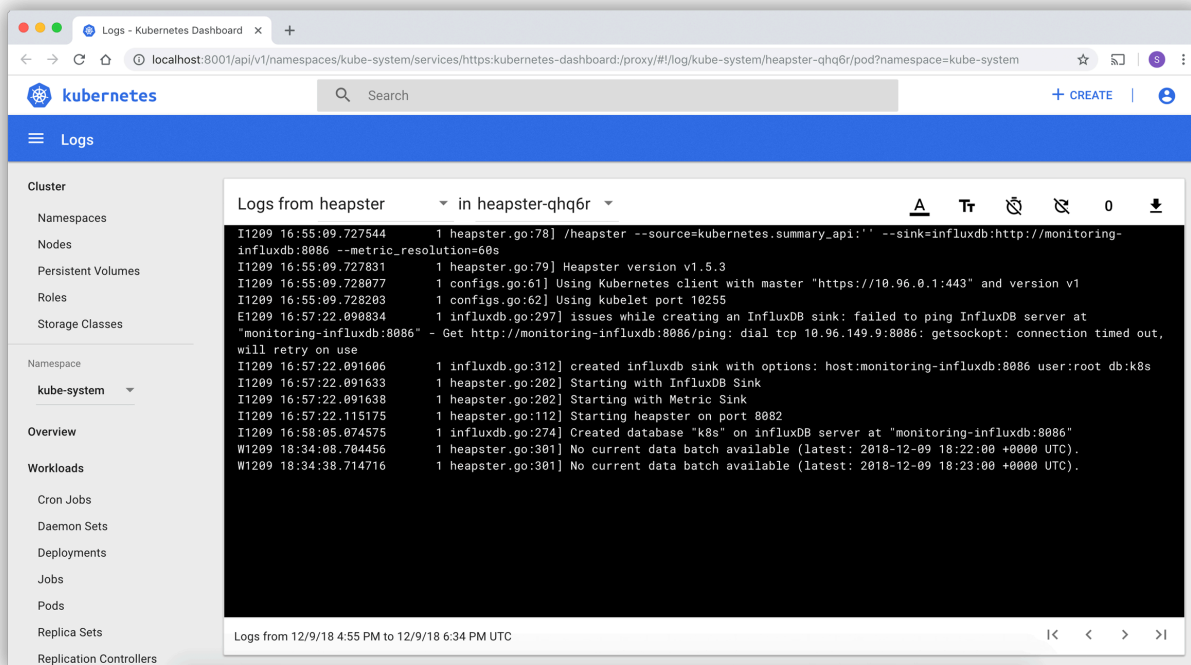 Logs - Kubernetes Dashboard
localhost:8001/api/v1/namespaces/kube-system/services/https:kubernetes-dashboard:/proxy/#!/log/kube-system/heapster-qhq6r/pod?namespace=kube-system
S
kubernetes
Search
+ CREATE
Logs
Cluster
Namespaces
Nodes
Persistent Volumes
Roles
Storage Classes
Namespace
kube-system
Overview
Workloads
Cron Jobs
Daemon Sets
Deployments
Jobs
Pods
Replica Sets
Replication Controllers
Logs from heapster in heapster-qhq6r
A Tт 0
I1209 16:55:09.727544 1 heapster.go:78] /heapster --source=kubernetes.summary_api:'' --sink=influxdb:http://monitoring-
influxdb:8086 --metric_resolution=60s
I1209 16:55:09.727831 1 heapster.go:79] Heapster version v1.5.3
I1209 16:55:09.728077 1 configs.go:61] Using Kubernetes client with master "https://10.96.0.1:443" and version v1
I1209 16:55:09.728203 1 configs.go:62] Using kubelet port 10255
E1209 16:57:22.090834 1 influxdb.go:297] issues while creating an InfluxDB sink: failed to ping InfluxDB server at
"monitoring-influxdb:8086" - Get http://monitoring-influxdb:8086/ping: dial tcp 10.96.149.9:8086: getsockopt: connection timed out,
will retry on use
I1209 16:57:22.091606 1 influxdb.go:312] created influxdb sink with options: host:monitoring-influxdb:8086 user:root db:k8s
I1209 16:57:22.091633 1 heapster.go:202] Starting with InfluxDB Sink
I1209 16:57:22.091638 1 heapster.go:202] Starting with Metric Sink
I1209 16:57:22.115175 1 heapster.go:112] Starting heapster on port 8082
I1209 16:58:05.074575 1 influxdb.go:274] Created database "k8s" on influxDB server at "monitoring-influxdb:8086"
W1209 18:34:08.704456 1 heapster.go:301] No current data batch available (latest: 2018-12-09 18:22:00 +0000 UTC).
W1209 18:34:38.714716 1 heapster.go:301] No current data batch available (latest: 2018-12-09 18:23:00 +0000 UTC).
Logs from 12/9/18 4:55 PM to 12/9/18 6:34 PM UTC